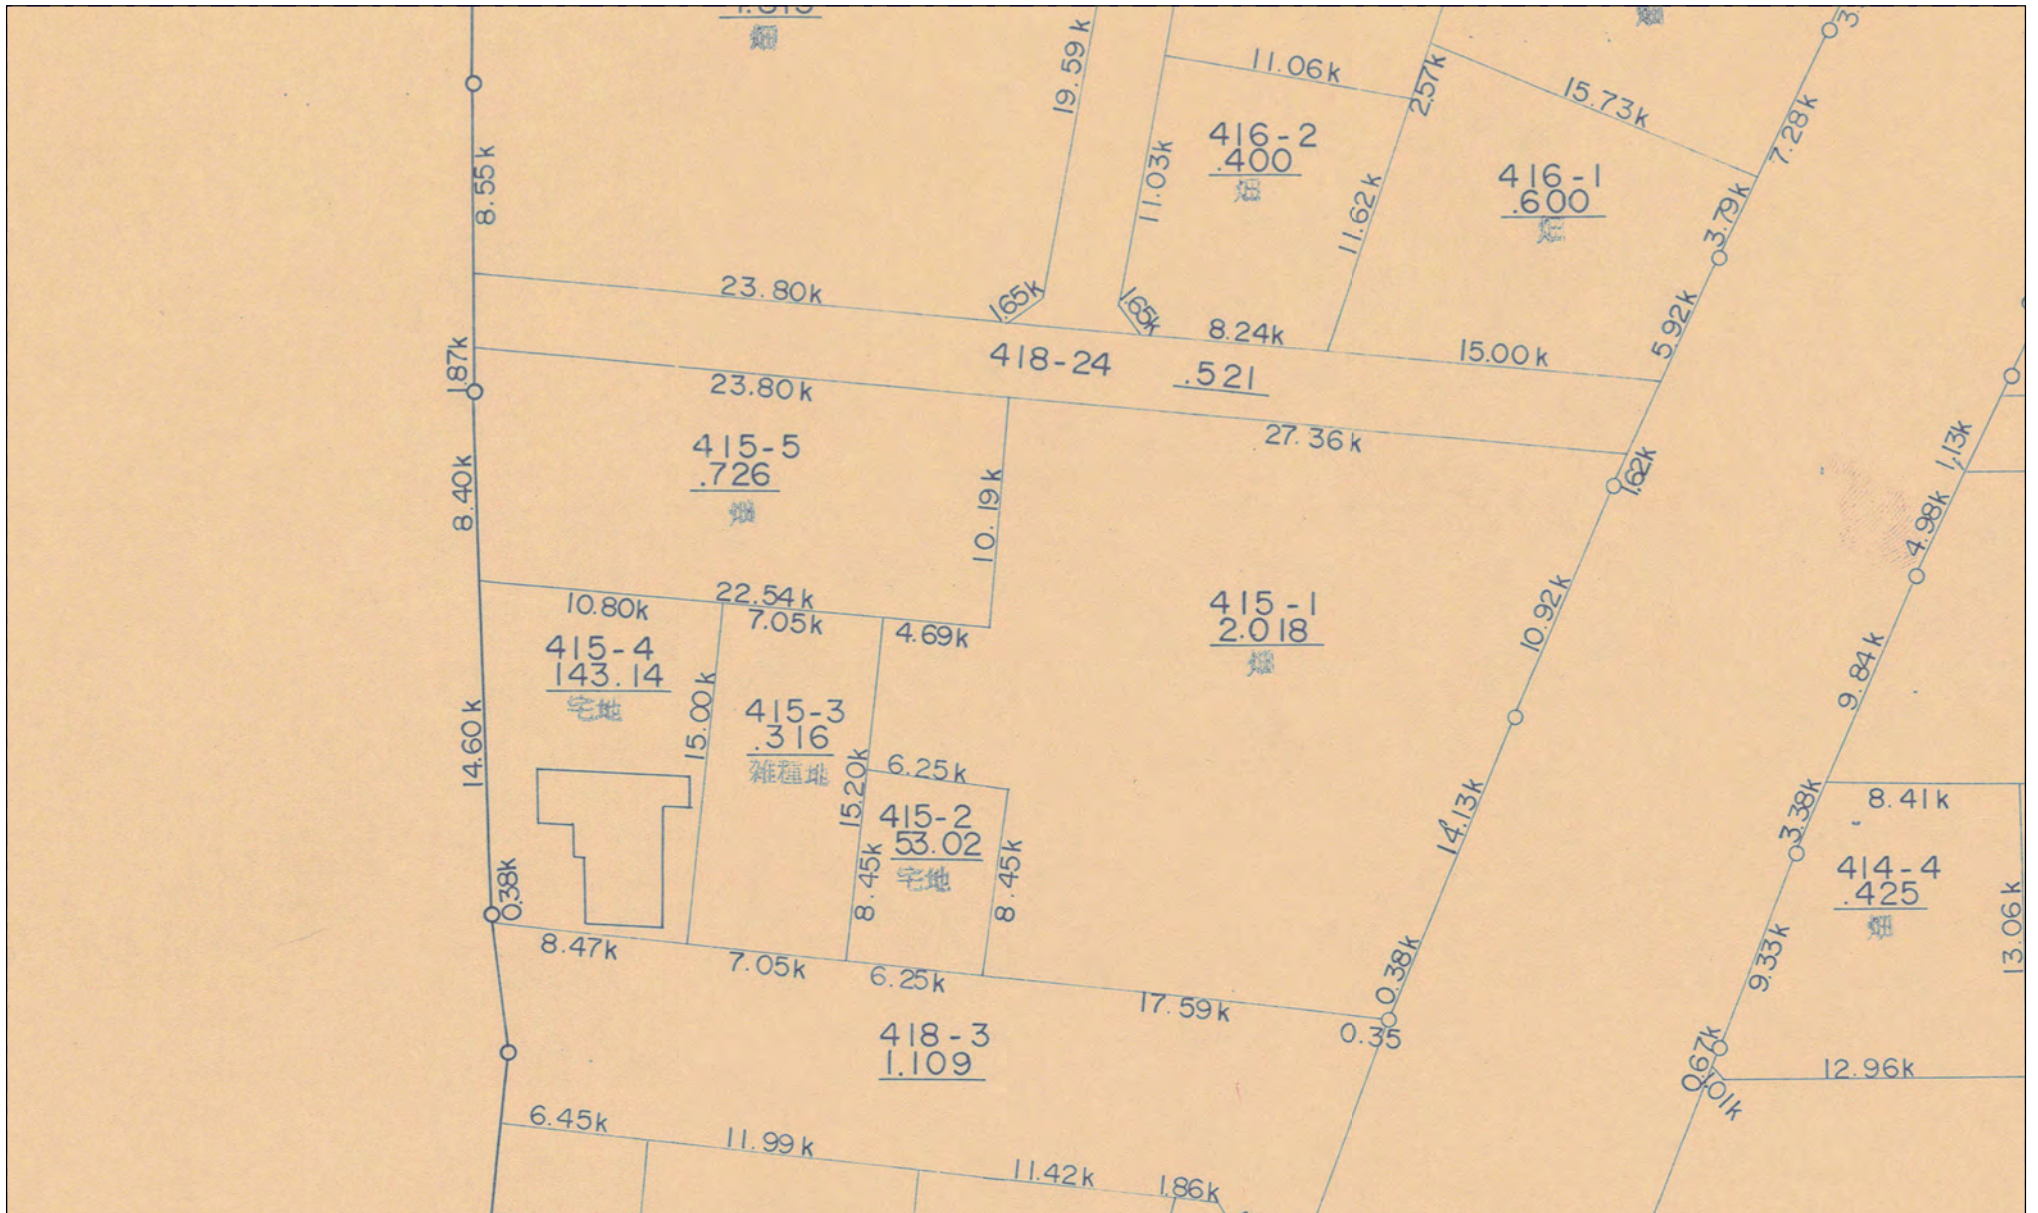 畑
19.59k
11.06k
2.57k
15.73k
7.28k
8.55k
11.03k
416-2
.400
畑
11.62k
416-1
.600
畑
3.79k
23.80k
1.65k
1.65k
8.24k
15.00k
5.92k
1.87k
418-24
.521
23.80k
27.36k
1.62k
8.40k
415-5
.726
畑
10.19k
1.13k
4.98k
10.80k
22.54k
7.05k
4.69k
415-1
2.018
畑
10.92k
9.84k
415-4
143.14
宅地
14.60k
15.00k
415-3
.316
雑種地
15.20k
6.25k
415-2
53.02
宅地
8.45k
8.45k
14.13k
3.38k
8.41k
414-4
.425
畑
13.06k
9.33k
0.38k
8.47k
7.05k
6.25k
17.59k
0.38k
0.35
418-3
1.109
0.67k
1.01k
12.96k
6.45k
11.99k
11.42k
1.86k